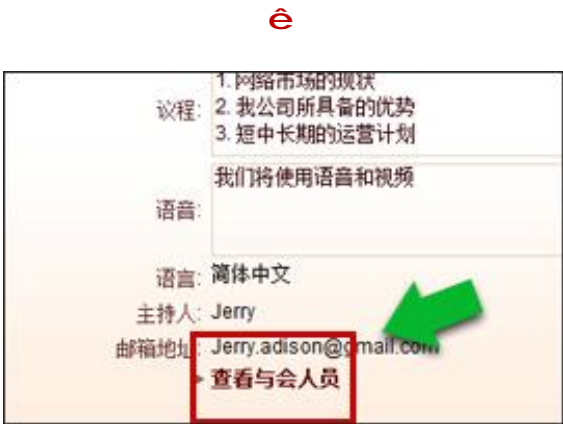 ê
1. 网络市场的现状
议程: 2. 我公司所具备的优势
3. 短中长期的运营计划
我们将使用语音和视频
语音:
语言: 简体中文
主持人: Jerry
邮箱地址: Jerry.adison@gmail.com
查看与会人员